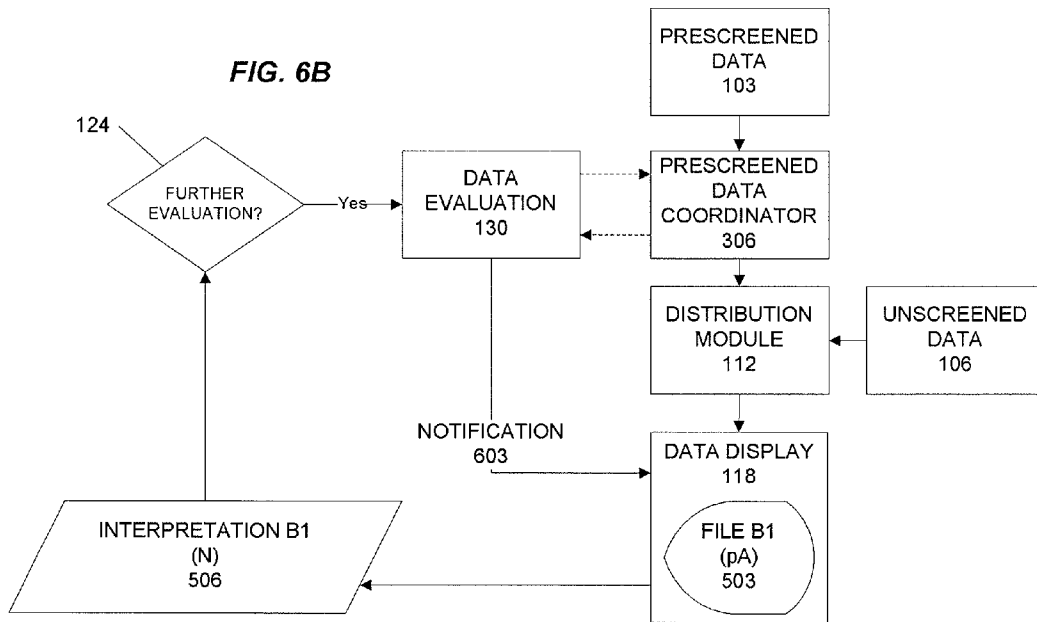 FIG. 6B
PRESCREENED
DATA
103
124
FURTHER
EVALUATION?
Yes
DATA
EVALUATION
130
PRESCREENED
DATA
COORDINATOR
306
DISTRIBUTION
MODULE
112
UNSCREENED
DATA
106
NOTIFICATION
603
DATA DISPLAY
118
FILE B1
(pA)
503
INTERPRETATION B1
(N)
506